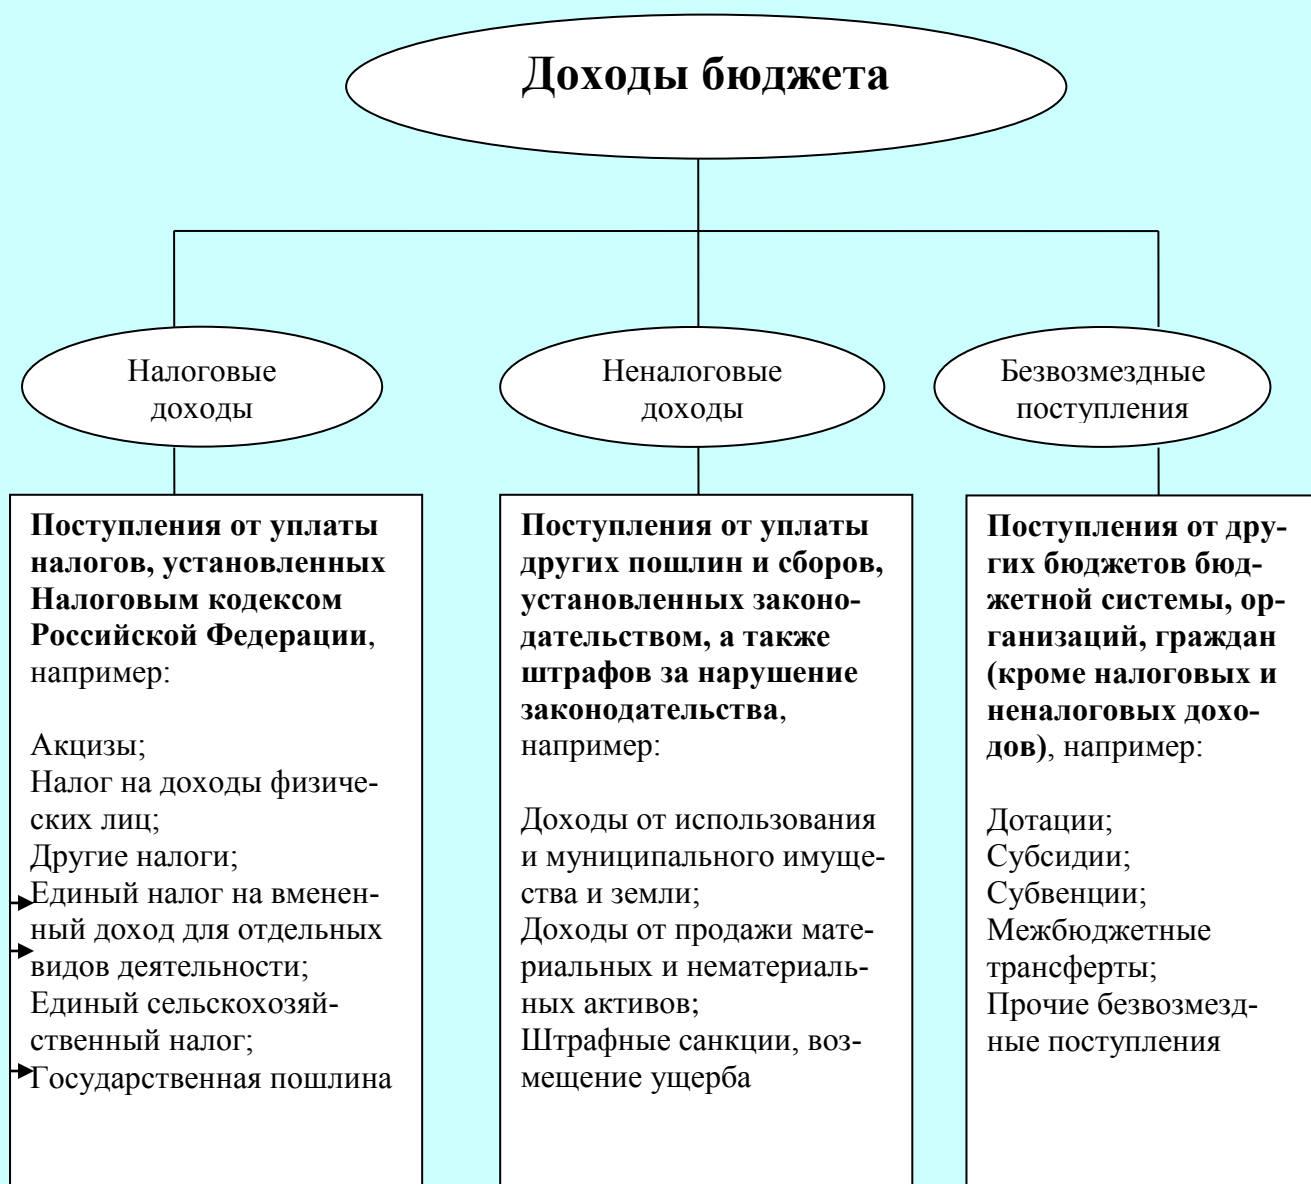 Доходы бюджета
Налоговые
доходы
Неналоговые
доходы
Безвозмездные
поступления
Поступления от уплаты
налогов, установленных
Налоговым кодексом
Российской Федерации,
например:
Акцизы;
Налог на доходы физиче-
ских лиц;
Другие налоги;
Единый налог на вменен-
ный доход для отдельных
видов деятельности;
Единый сельскохозяй-
ственный налог;
Государственная пошлина
Поступления от уплаты
других пошлин и сборов,
установленных законо-
дательством, а также
штрафов за нарушение
законодательства,
например:
Доходы от использования
и муниципального имуще-
ства и земли;
Доходы от продажи мате-
риальных и нематериаль-
ных активов;
Штрафные санкции, воз-
мещение ущерба
Поступления от дру-
гих бюджетов бюд-
жетной системы, ор-
ганизаций, граждан
(кроме налоговых и
неналоговых дохо-
дов), например:
Дотации;
Субсидии;
Субвенции;
Межбюджетные
трансферты;
Прочие безвозмезд-
ные поступления